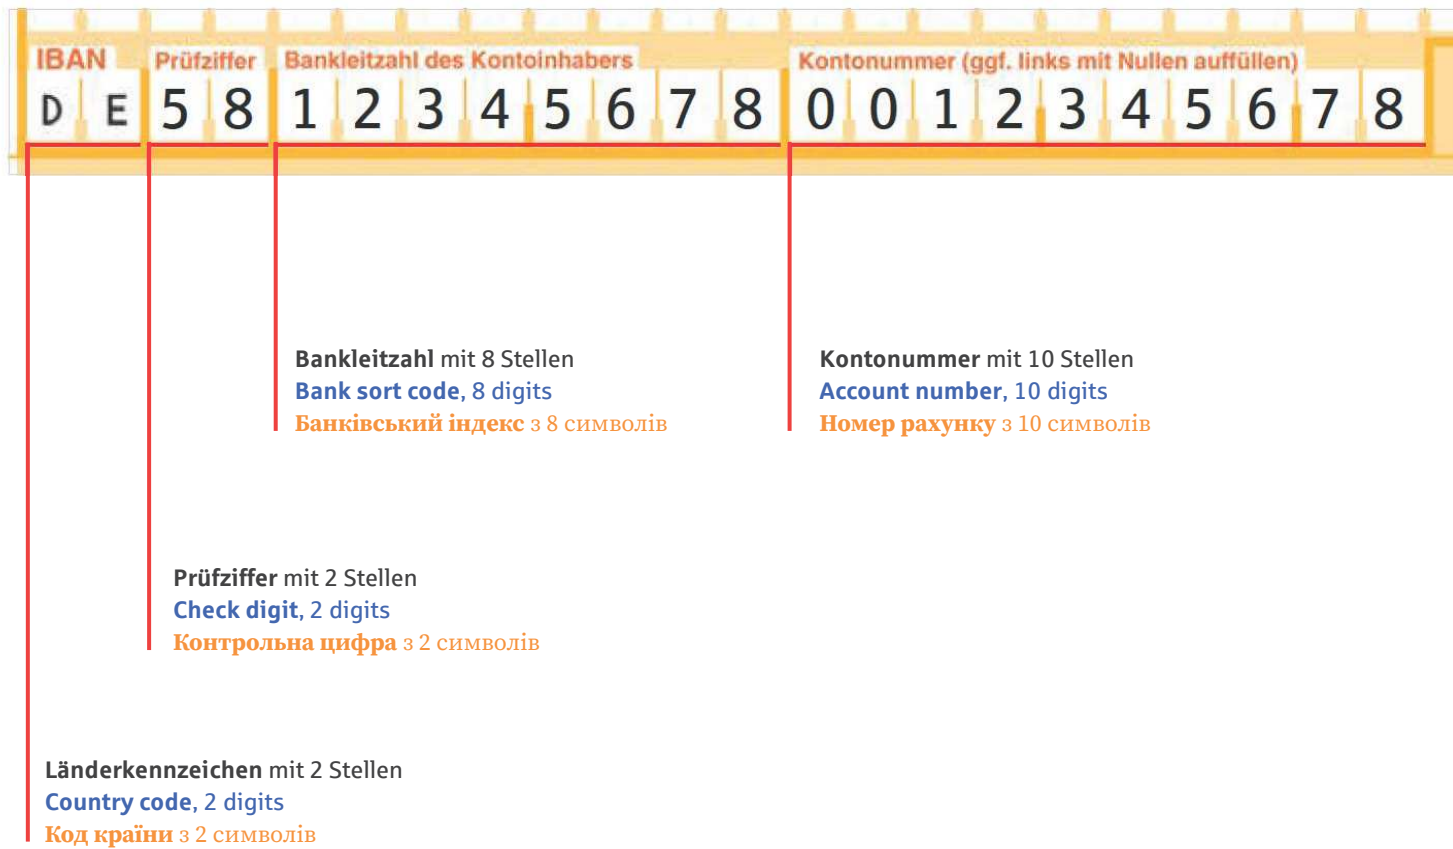 IBAN Prüfziffer Bankleitzahl des Kontoinhabers Kontonummer (ggf. links mit Nullen auffüllen)
D E 5 8 1 2 3 4 5 6 7 8 0 0 1 2 3 4 5 6 7 8
Bankleitzahl mit 8 Stellen
Bank sort code, 8 digits
Банківський індекс з 8 символів
Kontonummer mit 10 Stellen
Account number, 10 digits
Номер рахунку з 10 символів
Prüfziffer mit 2 Stellen
Check digit, 2 digits
Контрольна цифра з 2 символів
Länderkennzeichen mit 2 Stellen
Country code, 2 digits
Код країни з 2 символів